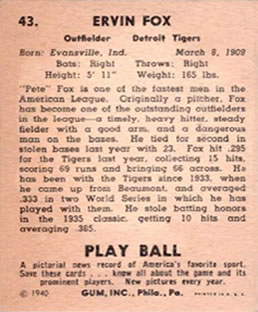 43. ERVIN FOX
Outfielder Detroit Tigers
Born: Evansville, Ind. March 8, 1909
Bats: Right Throws: Right
Height: 5' 11" Weight: 165 lbs.
"Pete" Fox is one of the fastest men in the
American League. Originally a pitcher, Fox
has become one of the outstanding outfielders
in the league—a timely, heavy hitter, steady
fielder with a good arm, and a dangerous
man on the bases. He tied for second in
stolen bases last year with 23. Fox hit .295
for the Tigers last year, collecting 15 hits,
scoring 69 runs and bringing 66 across. He
has been with the Tigers since 1933, when
he came up from Beaumont, and averaged
.333 in two World Series in which he has
played with them. He stole batting honors
in the 1935 classic, getting 10 hits and
averaging .385.
PLAY BALL
A pictorial news record of America's favorite sport.
Save these cards . . . know all about the game and its
prominent players. New pictures every year.
© 1940 GUM, INC., Phila., Pa. PRINTED IN U. S. A.